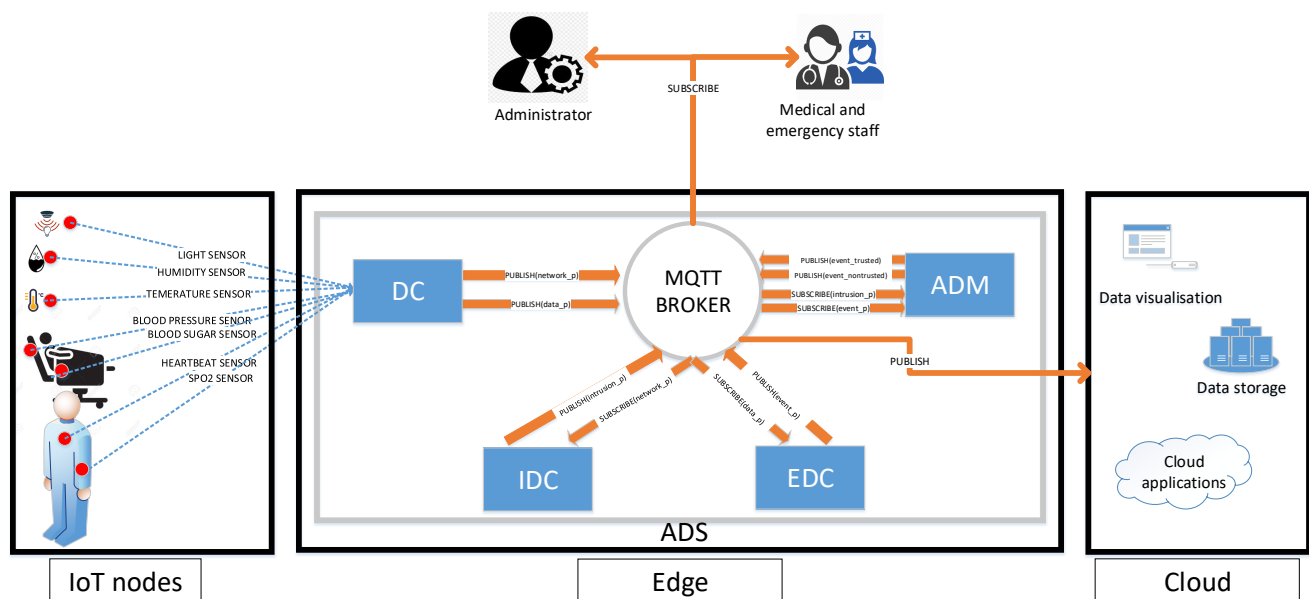 Administrator
SUBSCRIBE
Medical and
emergency staff
LIGHT SENSOR
HUMIDITY SENSOR
TEMERATURE SENSOR
BLOOD PRESSURE SENOR
BLOOD SUGAR SENSOR
HEARTBEAT SENSOR
SPO2 SENSOR
DC
PUBLISH(network_p)
PUBLISH(data_p)
MQTT
BROKER
PUBLISH(event_trusted)
PUBLISH(event_nontrusted)
SUBSCRIBE(intrusion_p)
SUBSCRIBE(event_p)
ADM
PUBLISH(intrusion_p)
SUBSCRIBE(network_p)
SUBSCRIBE(data_p)
PUBLISH(event_p)
PUBLISH
IDC
EDC
ADS
Data visualisation
Data storage
Cloud
applications
IoT nodes
Edge
Cloud